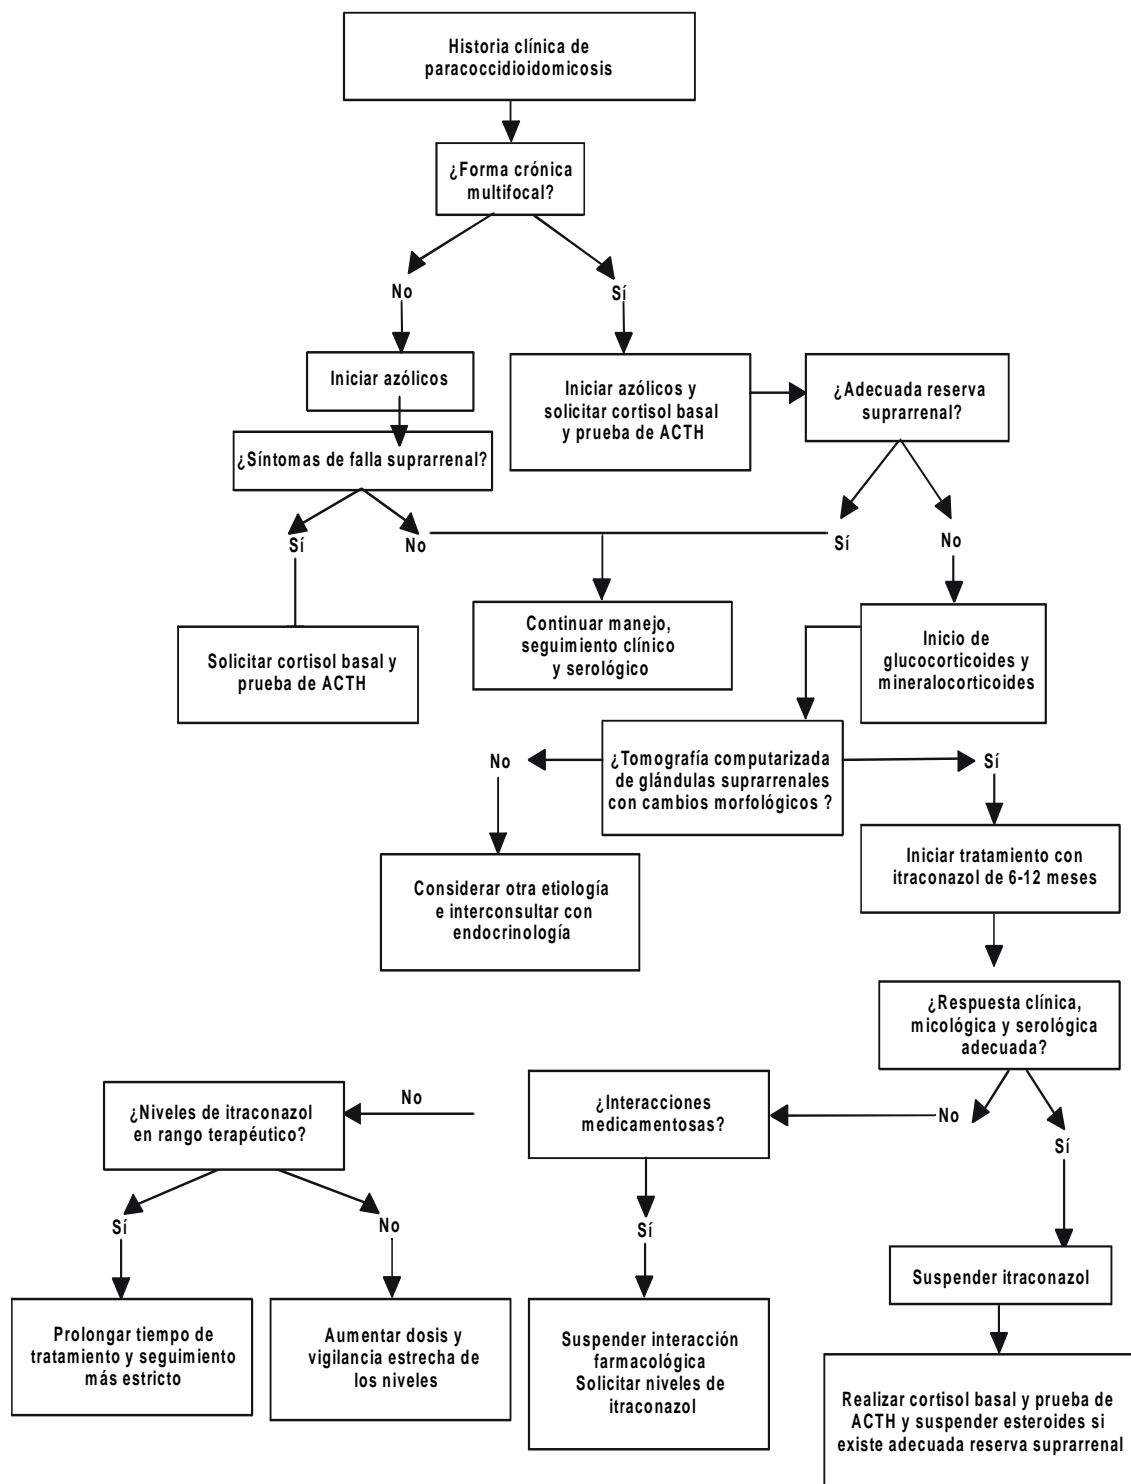 Historia clínica de
paracoccidioidomicosis
¿Forma crónica
multifocal?
No
Sí
Iniciar azólicos
Iniciar azólicos y
solicitar cortisol basal
y prueba de ACTH
¿Adecuada reserva
suprarrenal?
¿Síntomas de falla suprarrenal?
Sí
No
Sí
No
Solicitar cortisol basal y
prueba de ACTH
Continuar manejo,
seguimiento clínico
y serológico
Inicio de
glucocorticoides y
mineralocorticoides
No
¿Tomografía computarizada
de glándulas suprarrenales
con cambios morfológicos ?
Sí
Considerar otra etiología
e interconsultar con
endocrinología
Iniciar tratamiento con
itraconazol de 6-12 meses
¿Respuesta clínica,
micológica y serológica
adecuada?
¿Niveles de itraconazol
en rango terapéutico?
No
¿Interacciones
medicamentosas?
No
Sí
Sí
No
Sí
Suspender itraconazol
Prolongar tiempo de
tratamiento y seguimiento
más estricto
Aumentar dosis y
vigilancia estrecha de
los niveles
Suspender interacción
farmacológica
Solicitar niveles de
itraconazol
Realizar cortisol basal y prueba de
ACTH y suspender esteroides si
existe adecuada reserva suprarrenal